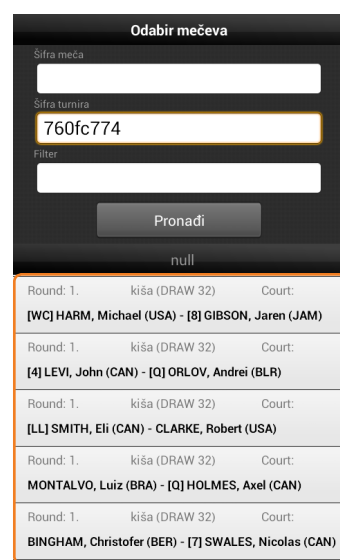 Odabir mečeva
Šifra meča
Šifra turnira
760fc774
Filter
Pronađi
null
Round: 1. kiša (DRAW 32) Court:
[WC] HARM, Michael (USA) - [8] GIBSON, Jaren (JAM)
Round: 1. kiša (DRAW 32) Court:
[4] LEVI, John (CAN) - [Q] ORLOV, Andrei (BLR)
Round: 1. kiša (DRAW 32) Court:
[LL] SMITH, Eli (CAN) - CLARKE, Robert (USA)
Round: 1. kiša (DRAW 32) Court:
MONTALVO, Luiz (BRA) - [Q] HOLMES, Axel (CAN)
Round: 1. kiša (DRAW 32) Court:
BINGHAM, Christofer (BER) - [7] SWALES, Nicolas (CAN)